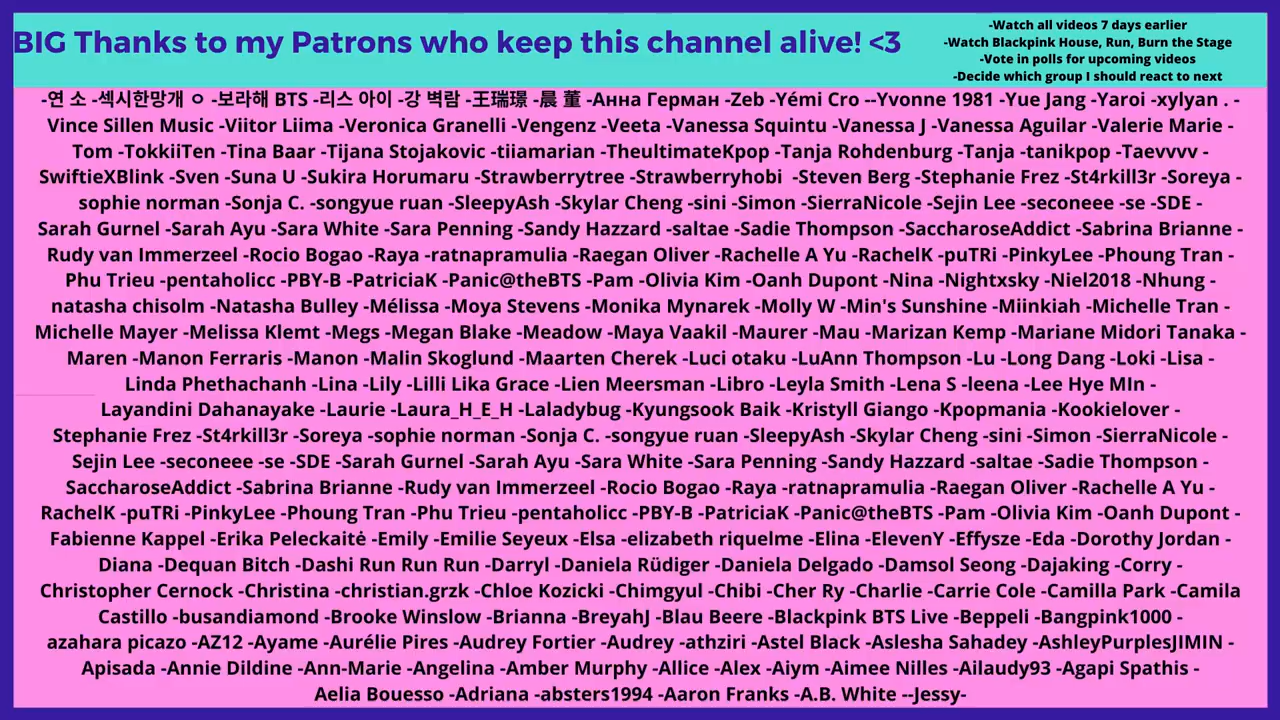 BIG Thanks to my Patrons who keep this channel alive! <3
-Watch all videos 7 days earlier
-Watch Blackpink House, Run, Burn the Stage
-Vote in polls for upcoming videos
-Decide which group I should react to next
-연 소 -섹시한망개 ㅇ -보라해 BTS -리스 아이 -강 벽람 -王瑞璟 -晨 董 -Анна Герман -Zeb -Yémi Cro --Yvonne 1981 -Yue Jang -Yaroi -xylyan . -
Vince Sillen Music -Viitor Liima -Veronica Granelli -Vengenz -Veeta -Vanessa Squintu -Vanessa J -Vanessa Aguilar -Valerie Marie -
Tom -TokkiiTen -Tina Baar -Tijana Stojakovic -tiiamarian -TheultimateKpop -Tanja Rohdenburg -Tanja -tanikpop -Taevvvv -
SwiftieXBlink -Sven -Suna U -Sukira Horumaru -Strawberrytree -Strawberryhobi -Steven Berg -Stephanie Frez -St4rkill3r -Soreya -
sophie norman -Sonja C. -songyue ruan -SleepyAsh -Skylar Cheng -sini -Simon -SierraNicole -Sejin Lee -seconeee -se -SDE -
Sarah Gurnel -Sarah Ayu -Sara White -Sara Penning -Sandy Hazzard -saltae -Sadie Thompson -SaccharoseAddict -Sabrina Brianne -
Rudy van Immerzeel -Rocio Bogao -Raya -ratnapramulia -Raegan Oliver -Rachelle A Yu -RachelK -puTRi -PinkyLee -Phoung Tran -
Phu Trieu -pentaholicc -PBY-B -PatriciaK -Panic@theBTS -Pam -Olivia Kim -Oanh Dupont -Nina -Nightxsky -Niel2018 -Nhung -
natasha chisolm -Natasha Bulley -Mélissa -Moya Stevens -Monika Mynarek -Molly W -Min's Sunshine -Miinkiah -Michelle Tran -
Michelle Mayer -Melissa Klemt -Megs -Megan Blake -Meadow -Maya Vaakil -Maurer -Mau -Marizan Kemp -Mariane Midori Tanaka -
Maren -Manon Ferraris -Manon -Malin Skoglund -Maarten Cherek -Luci otaku -LuAnn Thompson -Lu -Long Dang -Loki -Lisa -
Linda Phethachanh -Lina -Lily -Lilli Lika Grace -Lien Meersman -Libro -Leyla Smith -Lena S -leena -Lee Hye MIn -
Layandini Dahanayake -Laurie -Laura_H_E_H -Laladybug -Kyungsook Baik -Kristyll Giango -Kpopmania -Kookielover -
Stephanie Frez -St4rkill3r -Soreya -sophie norman -Sonja C. -songyue ruan -SleepyAsh -Skylar Cheng -sini -Simon -SierraNicole -
Sejin Lee -seconeee -se -SDE -Sarah Gurnel -Sarah Ayu -Sara White -Sara Penning -Sandy Hazzard -saltae -Sadie Thompson -
SaccharoseAddict -Sabrina Brianne -Rudy van Immerzeel -Rocio Bogao -Raya -ratnapramulia -Raegan Oliver -Rachelle A Yu -
RachelK -puTRi -PinkyLee -Phoung Tran -Phu Trieu -pentaholicc -PBY-B -PatriciaK -Panic@theBTS -Pam -Olivia Kim -Oanh Dupont -
Fabienne Kappel -Erika Peleckaitė -Emily -Emilie Seyeux -Elsa -elizabeth riquelme -Elina -ElevenY -Effysze -Eda -Dorothy Jordan -
Diana -Dequan Bitch -Dashi Run Run Run -Darryl -Daniela Rüdiger -Daniela Delgado -Damsol Seong -Dajaking -Corry -
Christopher Cernock -Christina -christian.grzk -Chloe Kozicki -Chimgyul -Chibi -Cher Ry -Charlie -Carrie Cole -Camilla Park -Camila
Castillo -busandiamond -Brooke Winslow -Brianna -BreyahJ -Blau Beere -Blackpink BTS Live -Beppeli -Bangpink1000 -
azahara picazo -AZ12 -Ayame -Aurélie Pires -Audrey Fortier -Audrey -athziri -Astel Black -Aslesha Sahadey -AshleyPurplesJIMIN -
Apisada -Annie Dildine -Ann-Marie -Angelina -Amber Murphy -Allice -Alex -Aiym -Aimee Nilles -Ailaudy93 -Agapi Spathis -
Aelia Bouesso -Adriana -absters1994 -Aaron Franks -A.B. White --Jessy-